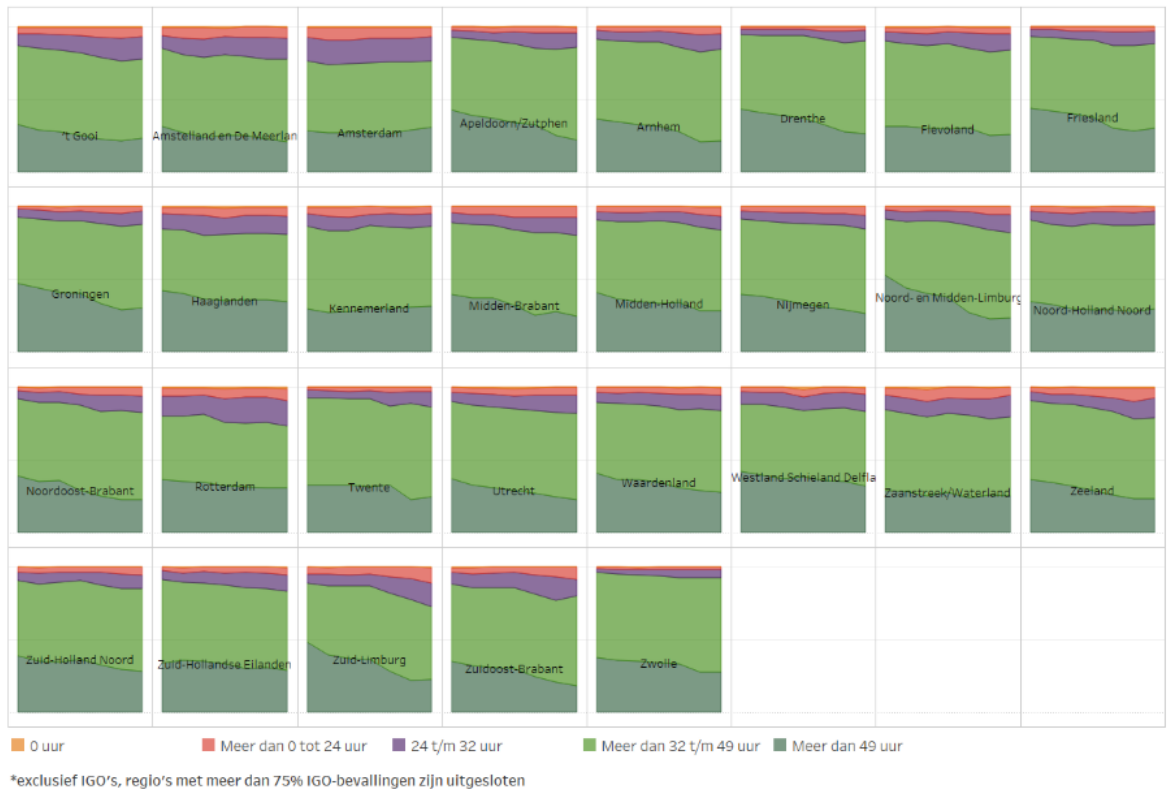 't Gooi
Amstelland en De Meerlan
Amsterdam
Apeldoorn/Zutphen
Arnhem
Drenthe
Flevoland
Friesland
Groningen
Haaglanden
Kennemerland
Midden-Brabant
Midden-Holland
Nijmegen
Noord- en Midden-Limburg
Noord-Holland Noord
Noordoost-Brabant
Rotterdam
Twente
Utrecht
Waardenland
Westland Schieland Delfla
Zaanstreek/Waterland
Zeeland
Zuid-Holland Noord
Zuid-Hollandse Eilanden
Zuid-Limburg
Zuidoost-Brabant
Zwolle
0 uur Meer dan 0 tot 24 uur 24 t/m 32 uur Meer dan 32 t/m 49 uur Meer dan 49 uur
*exclusief IGO's, regio's met meer dan 75% IGO-bevallingen zijn uitgesloten